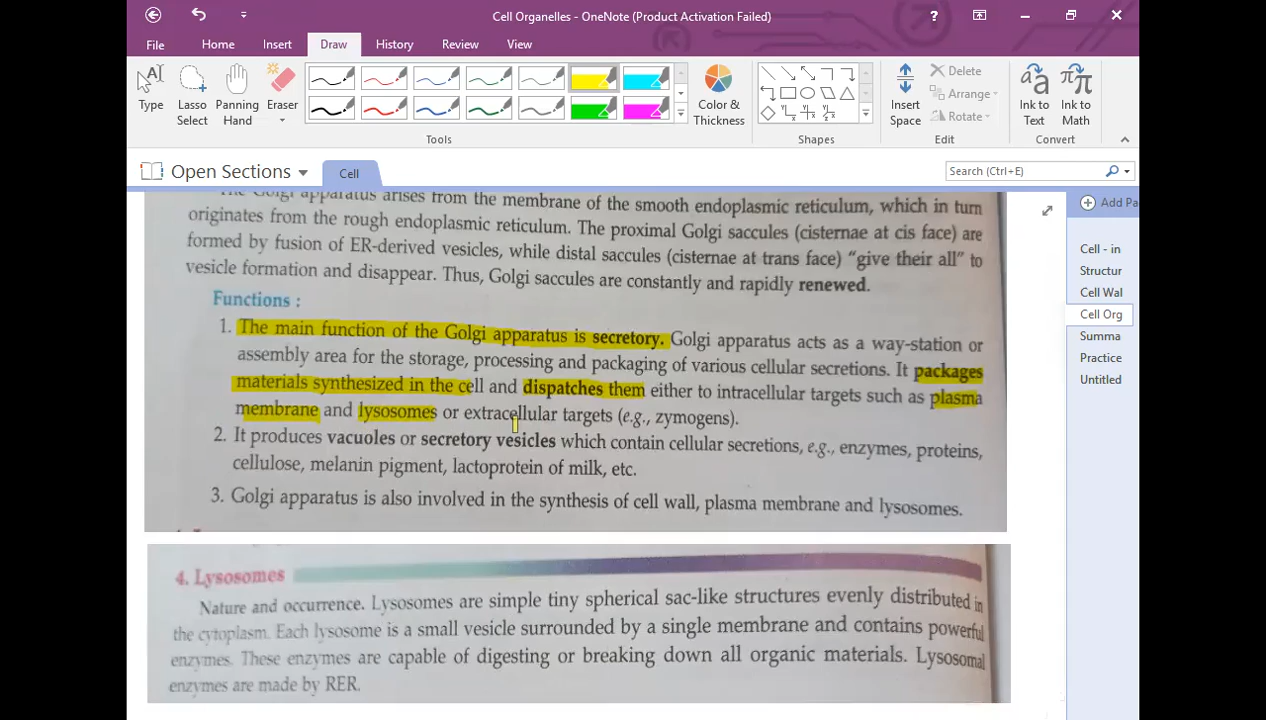 Cell Organelles - OneNote (Product Activation Failed)
File Home Insert Draw History Review View
Type Lasso Select Panning Hand Eraser
Color & Thickness
Insert Space
Delete
Arrange
Rotate
Ink to Text Ink to Math
Tools Shapes Edit Convert
Open Sections Cell
Search (Ctrl+E)
Add Pa
Cell - in
Structur
Cell Wal
Cell Org
Summa
Practice
Untitled
The Golgi apparatus arises from the membrane of the smooth endoplasmic reticulum, which in turn
originates from the rough endoplasmic reticulum. The proximal Golgi saccules (cisternae at cis face) are
formed by fusion of ER-derived vesicles, while distal saccules (cisternae at trans face) “give their all” to
vesicle formation and disappear. Thus, Golgi saccules are constantly and rapidly renewed.
Functions :
1. The main function of the Golgi apparatus is secretory. Golgi apparatus acts as a way-station or
assembly area for the storage, processing and packaging of various cellular secretions. It packages
materials synthesized in the cell and dispatches them either to intracellular targets such as plasma
membrane and lysosomes or extracellular targets (e.g., zymogens).
2. It produces vacuoles or secretory vesicles which contain cellular secretions, e.g., enzymes, proteins,
cellulose, melanin pigment, lactoprotein of milk, etc.
3. Golgi apparatus is also involved in the synthesis of cell wall, plasma membrane and lysosomes.
4. Lysosomes
Nature and occurrence. Lysosomes are simple tiny spherical sac-like structures evenly distributed in
the cytoplasm. Each lysosome is a small vesicle surrounded by a single membrane and contains powerful
enzymes. These enzymes are capable of digesting or breaking down all organic materials. Lysosomal
enzymes are made by RER.